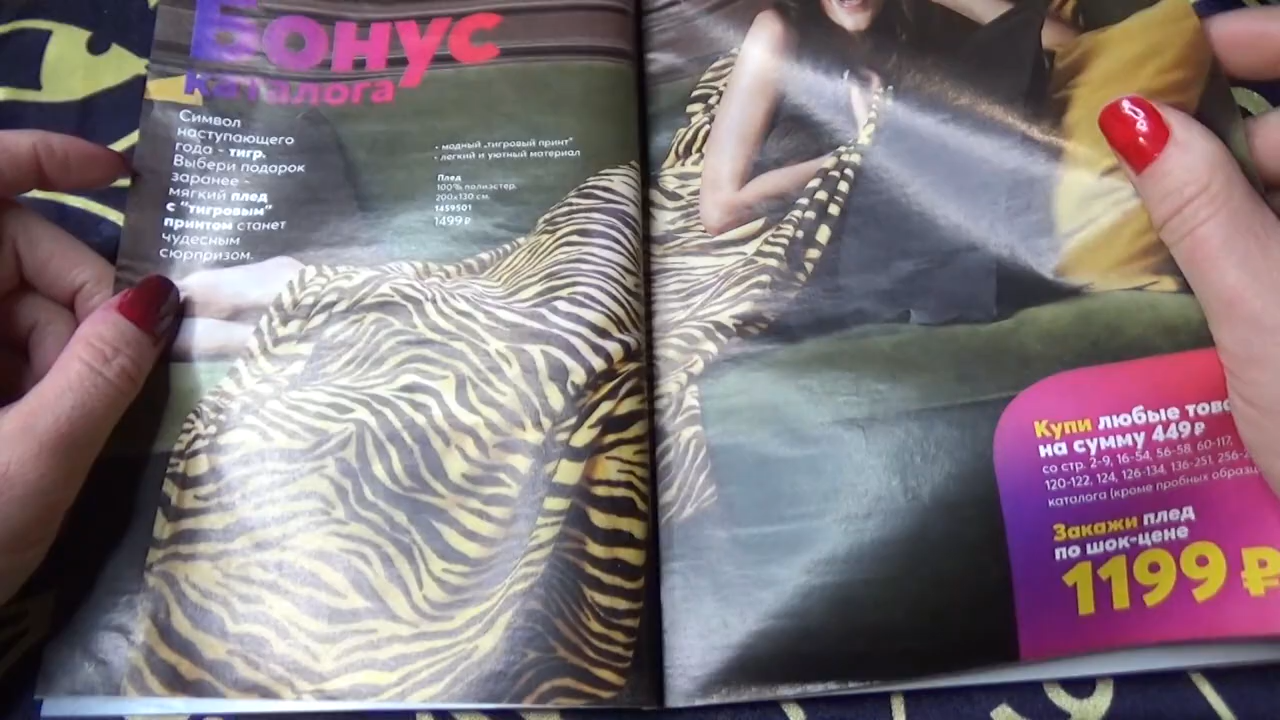 Бонус
каталога
Символ
наступающего
года - тигр.
Выбери подарок
заранее -
мягкий плед
с "тигровым"
принтом станет
чудесным
сюрпризом.
- модный „тигровый принт"
- легкий и уютный материал
Плед
100% полиэстер.
200x130 см.
1459501
1499 ₽
Купи любые
на сумму 449 ₽
со стр. 2-9, 16-54, 56-58, 60-117,
120-122, 124, 126-134, 136-251,
каталога (кроме пробных
Закажи плед
по шок-цене
1199 ₽